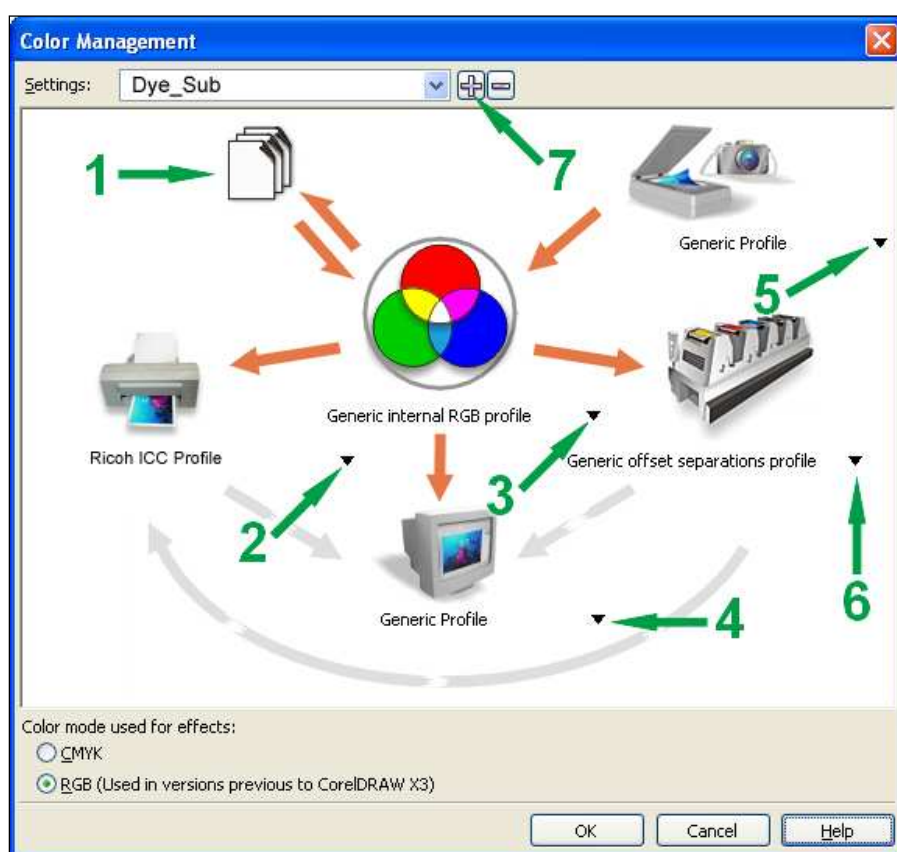 Color Management
Settings: Dye_Sub
1
7
Generic Profile
5
Generic internal RGB profile
Ricoh ICC Profile
Generic offset separations profile
3
2
6
Generic Profile
4
Color mode used for effects:
CMYK
RGB (Used in versions previous to CorelDRAW X3)
OK Cancel Help